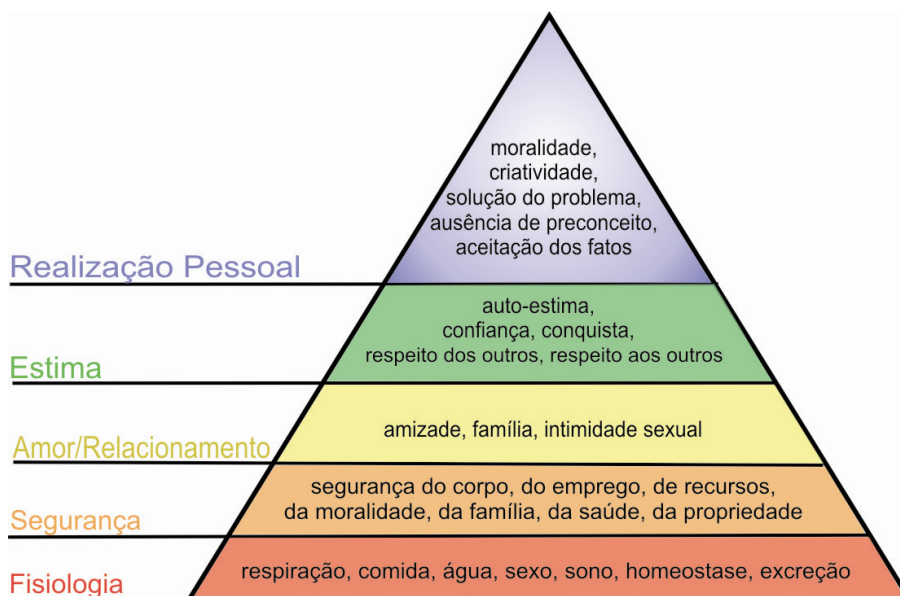 moralidade,
criatividade,
solução do problema,
ausência de preconceito,
aceitação dos fatos
Realização Pessoal
auto-estima,
confiança, conquista,
respeito dos outros, respeito aos outros
Estima
amizade, família, intimidade sexual
Amor/Relacionamento
segurança do corpo, do emprego, de recursos,
da moralidade, da família, da saúde, da propriedade
Segurança
respiração, comida, água, sexo, sono, homeostase, excreção
Fisiologia